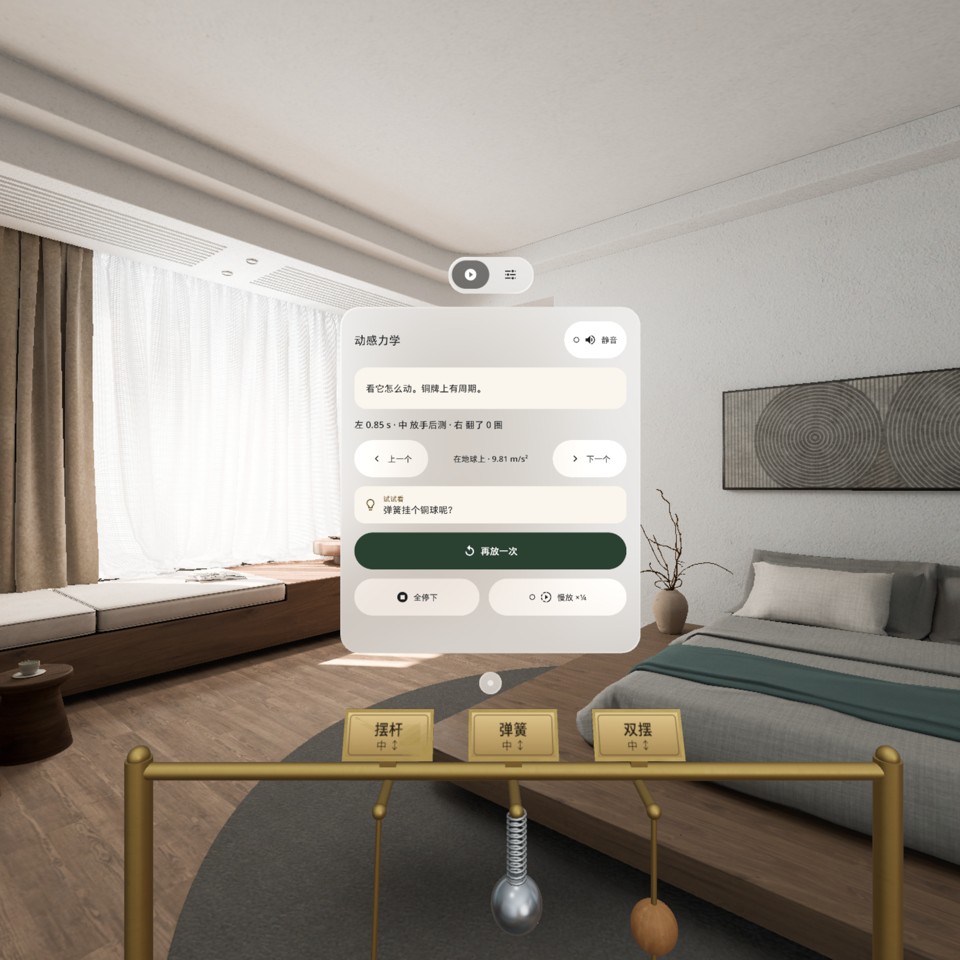 动感力学
静音
看它怎么动。铜牌上有周期。
左 0.85 s · 中 放手后测 · 右 翻了 0 圈
上一个
在地球上 · 9.81 m/s²
下一个
试试看
弹簧挂个铜球呢?
再放一次
全停下
慢放 ×¼
摆杆
中
弹簧
中
双摆
中